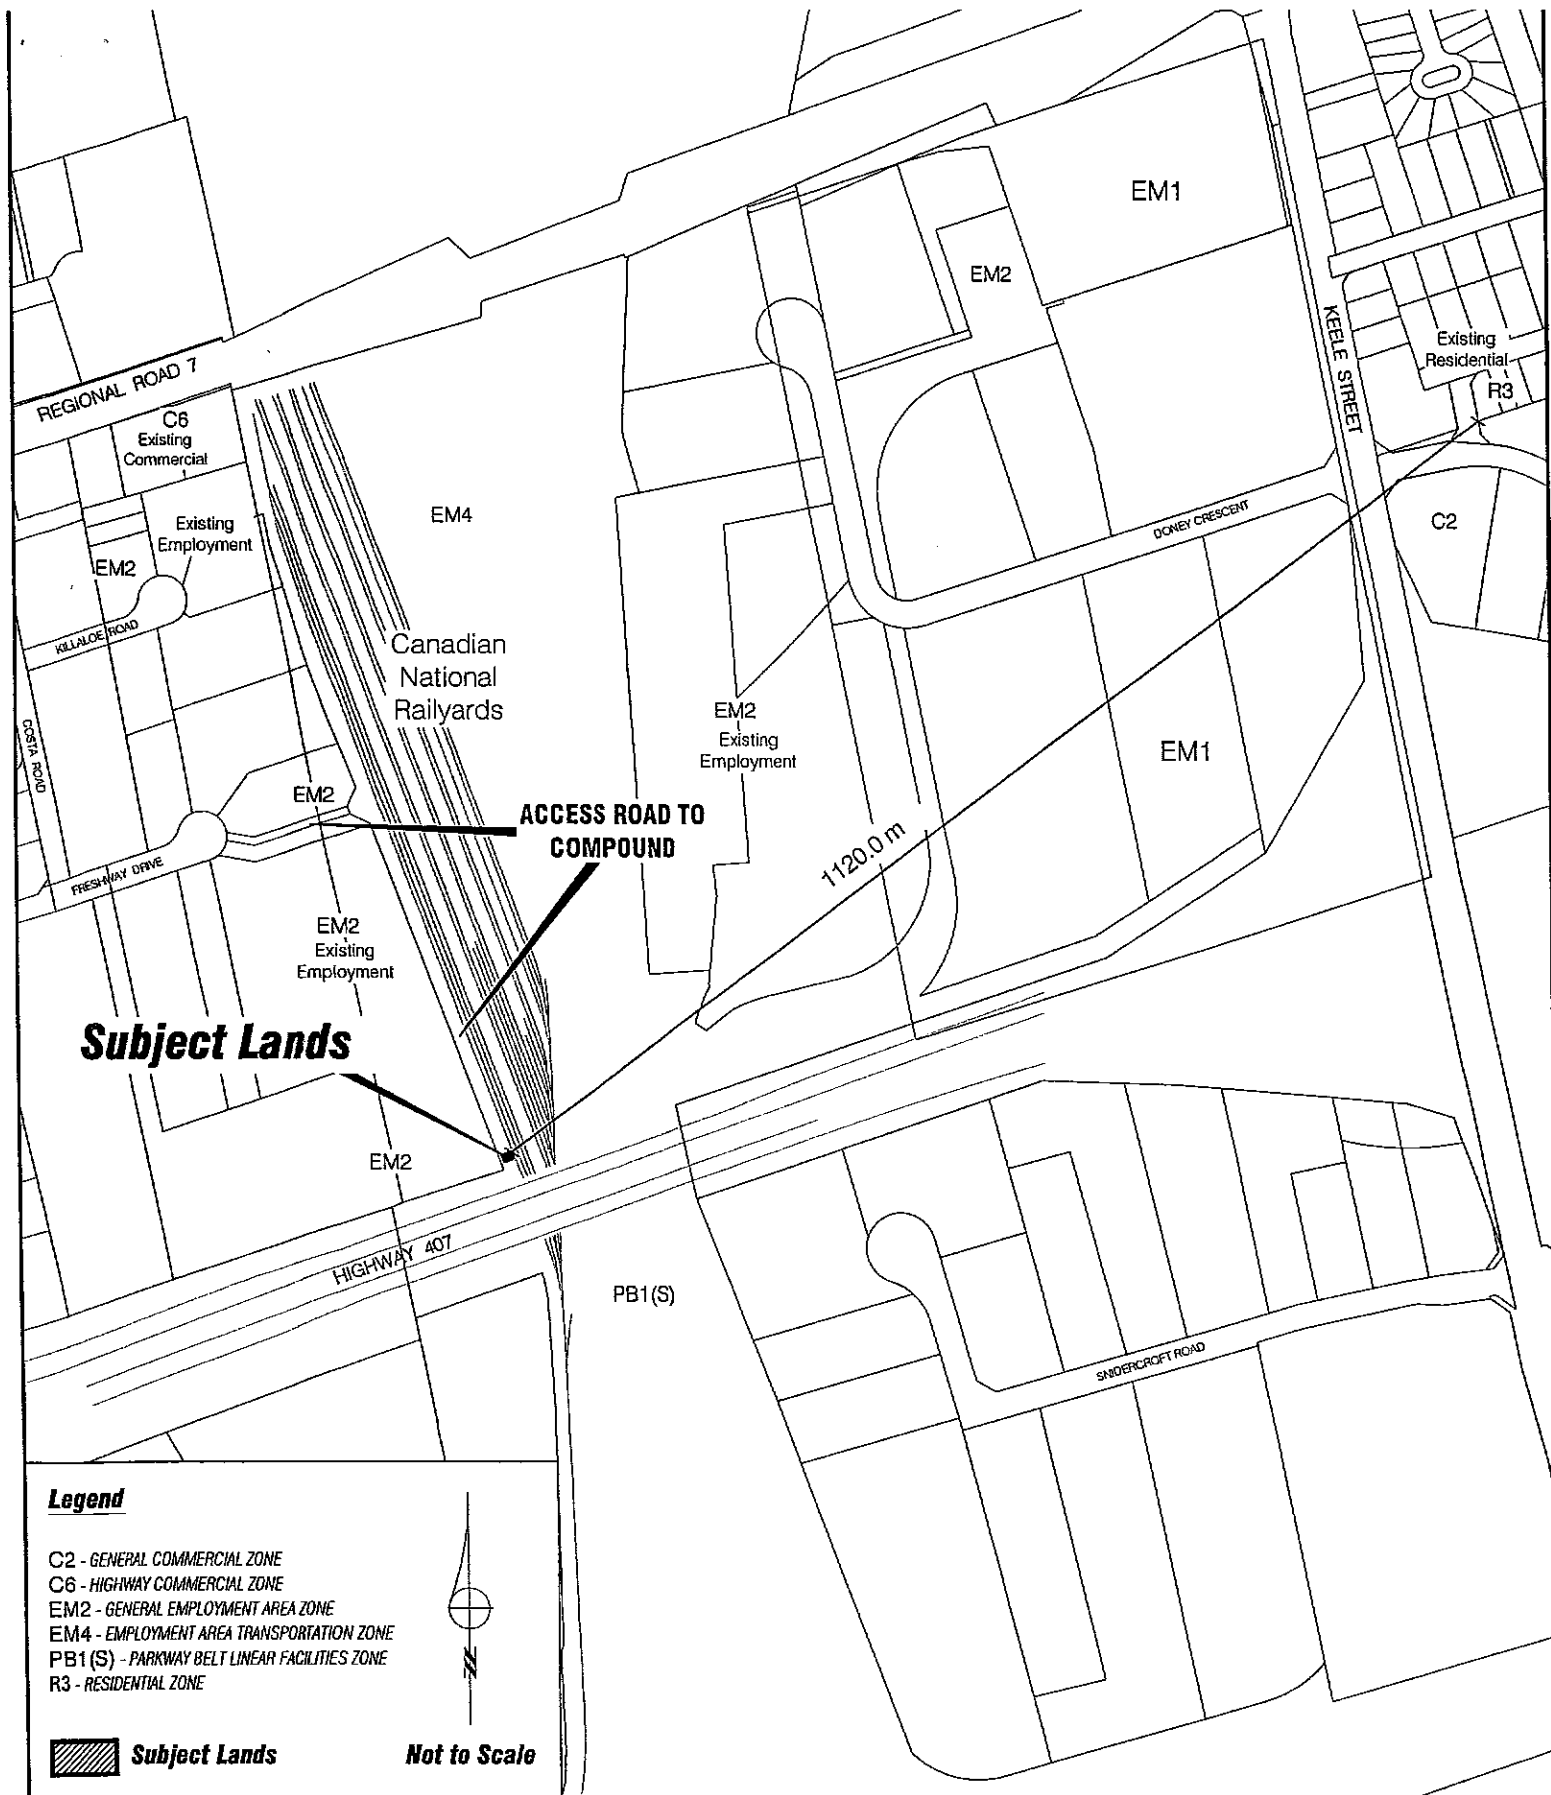 EM1
EM2
KEELE STREET
Existing
Residential
R3
REGIONAL ROAD 7
C6
Existing
Commercial
EM4
Existing
Employment
EM2
DONEY CRESCENT
C2
KILLALOE ROAD
Canadian
National
Railyards
COSTA ROAD
EM2
Existing
Employment
EM1
EM2
ACCESS ROAD TO
COMPOUND
1120.0 m
FRESHWAY DRIVE
EM2
Existing
Employment
Subject Lands
EM2
HIGHWAY 407
PB1(S)
SNIDERCROFT ROAD
Legend
C2 - GENERAL COMMERCIAL ZONE
C6 - HIGHWAY COMMERCIAL ZONE
EM2 - GENERAL EMPLOYMENT AREA ZONE
EM4 - EMPLOYMENT AREA TRANSPORTATION ZONE
PB1(S) - PARKWAY BELT LINEAR FACILITIES ZONE
R3 - RESIDENTIAL ZONE
N
Subject Lands
Not to Scale